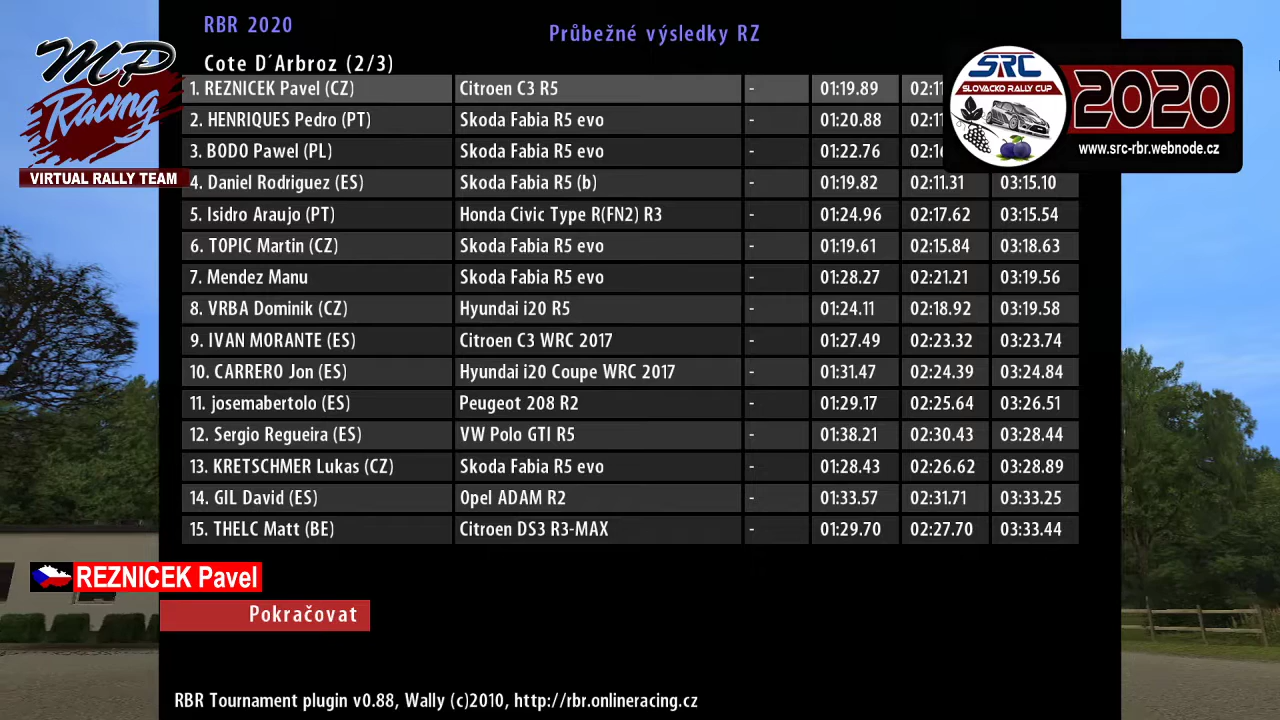 RBR 2020
Průbežné výsledky RZ
Cote D´Arbroz (2/3)
MP Racing
VIRTUAL RALLY TEAM
SRC
SLOVACKO RALLY CUP
2020
www.src-rbr.webnode.cz
1. REZNICEK Pavel (CZ) Citroen C3 R5 - 01:19.89
2. HENRIQUES Pedro (PT) Skoda Fabia R5 evo - 01:20.88
3. BODO Pawel (PL) Skoda Fabia R5 evo - 01:22.76
4. Daniel Rodriguez (ES) Skoda Fabia R5 (b) - 01:19.82 02:11.31 03:15.10
5. Isidro Araujo (PT) Honda Civic Type R(FN2) R3 - 01:24.96 02:17.62 03:15.54
6. TOPIC Martin (CZ) Skoda Fabia R5 evo - 01:19.61 02:15.84 03:18.63
7. Mendez Manu Skoda Fabia R5 evo - 01:28.27 02:21.21 03:19.56
8. VRBA Dominik (CZ) Hyundai i20 R5 - 01:24.11 02:18.92 03:19.58
9. IVAN MORANTE (ES) Citroen C3 WRC 2017 - 01:27.49 02:23.32 03:23.74
10. CARRERO Jon (ES) Hyundai i20 Coupe WRC 2017 - 01:31.47 02:24.39 03:24.84
11. josemabertolo (ES) Peugeot 208 R2 - 01:29.17 02:25.64 03:26.51
12. Sergio Regueira (ES) VW Polo GTI R5 - 01:38.21 02:30.43 03:28.44
13. KRETSCHMER Lukas (CZ) Skoda Fabia R5 evo - 01:28.43 02:26.62 03:28.89
14. GIL David (ES) Opel ADAM R2 - 01:33.57 02:31.71 03:33.25
15. THELC Matt (BE) Citroen DS3 R3-MAX - 01:29.70 02:27.70 03:33.44
REZNICEK Pavel
Pokračovat
RBR Tournament plugin v0.88, Wally (c)2010, http://rbr.onlineracing.cz